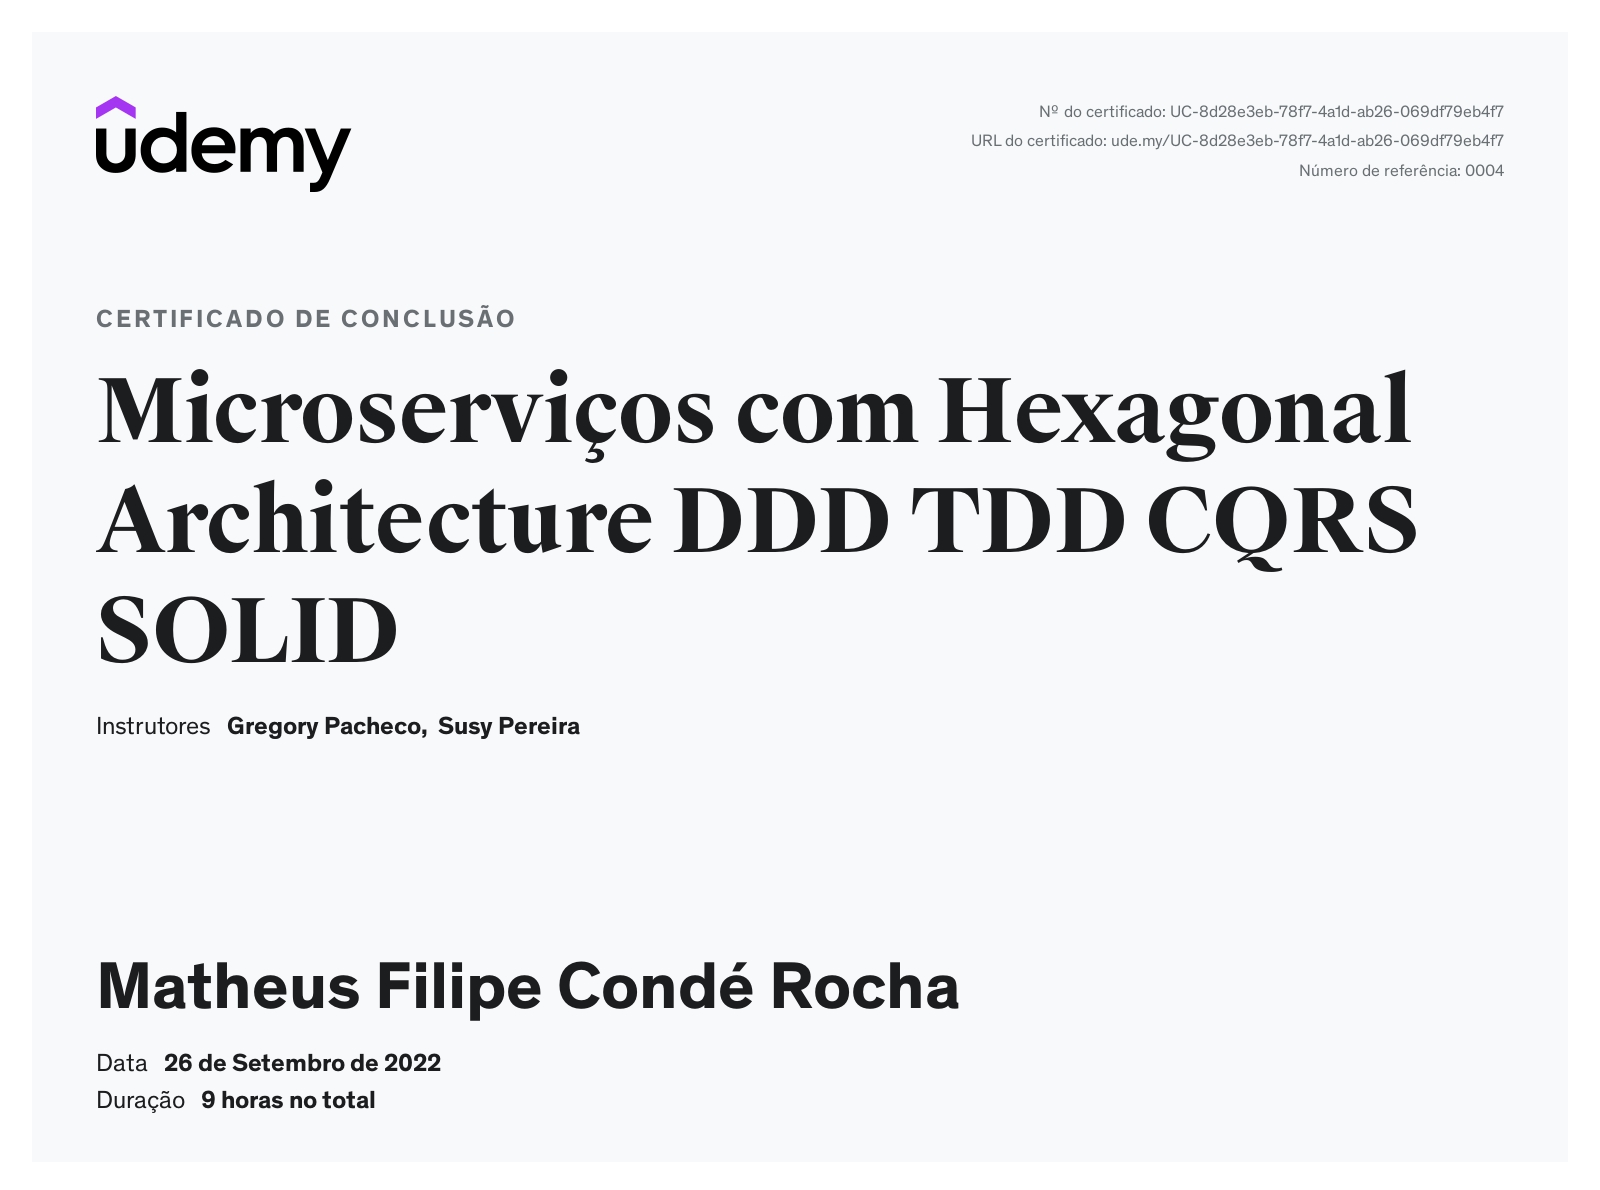 udemy
Nº do certificado: UC-8d28e3eb-78f7-4a1d-ab26-069df79eb4f7
URL do certificado: ude.my/UC-8d28e3eb-78f7-4a1d-ab26-069df79eb4f7
Número de referência: 0004
CERTIFICADO DE CONCLUSÃO
Microserviços com Hexagonal
Architecture DDD TDD CQRS
SOLID
Instrutores Gregory Pacheco, Susy Pereira
Matheus Filipe Condé Rocha
Data 26 de Setembro de 2022
Duração 9 horas no total